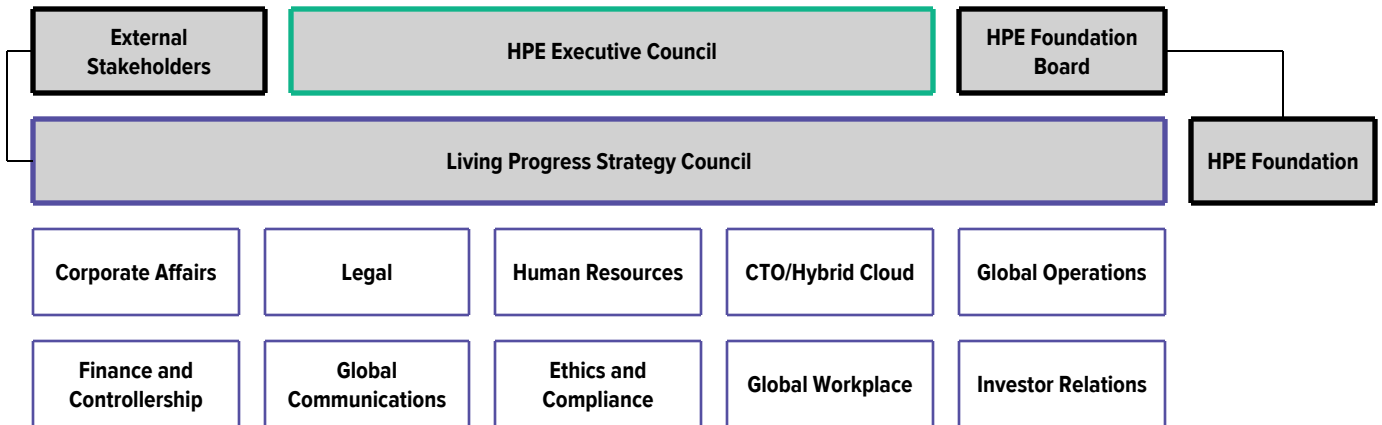 External
Stakeholders
HPE Executive Council
HPE Foundation
Board
Living Progress Strategy Council
HPE Foundation
Corporate Affairs
Legal
Human Resources
CTO/Hybrid Cloud
Global Operations
Finance and
Controllership
Global
Communications
Ethics and
Compliance
Global Workplace
Investor Relations